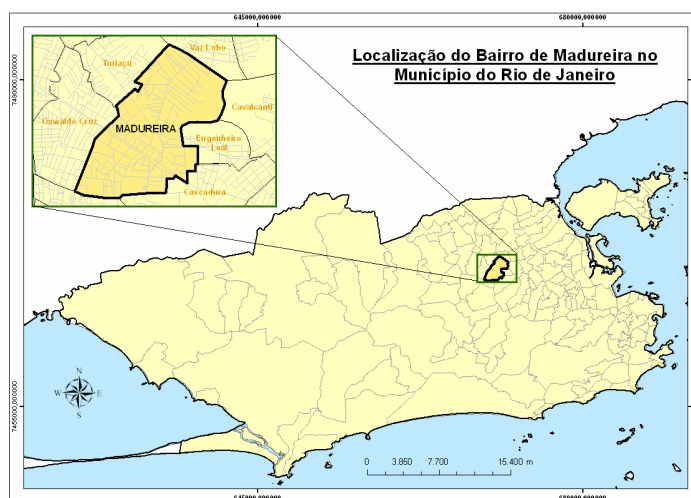 645000,000000
680000,000000
Localização do Bairro de Madureira no
Município do Rio de Janeiro
Vaz Lobo
Turiaçu
Cavalcanti
Oswaldo Cruz
MADUREIRA
Engenheiro
Leal
Cascadura
7480000,000000
7465000,000000
N
W
E
S
0 3.850 7.700 15.400 m
645000,000000
680000,000000